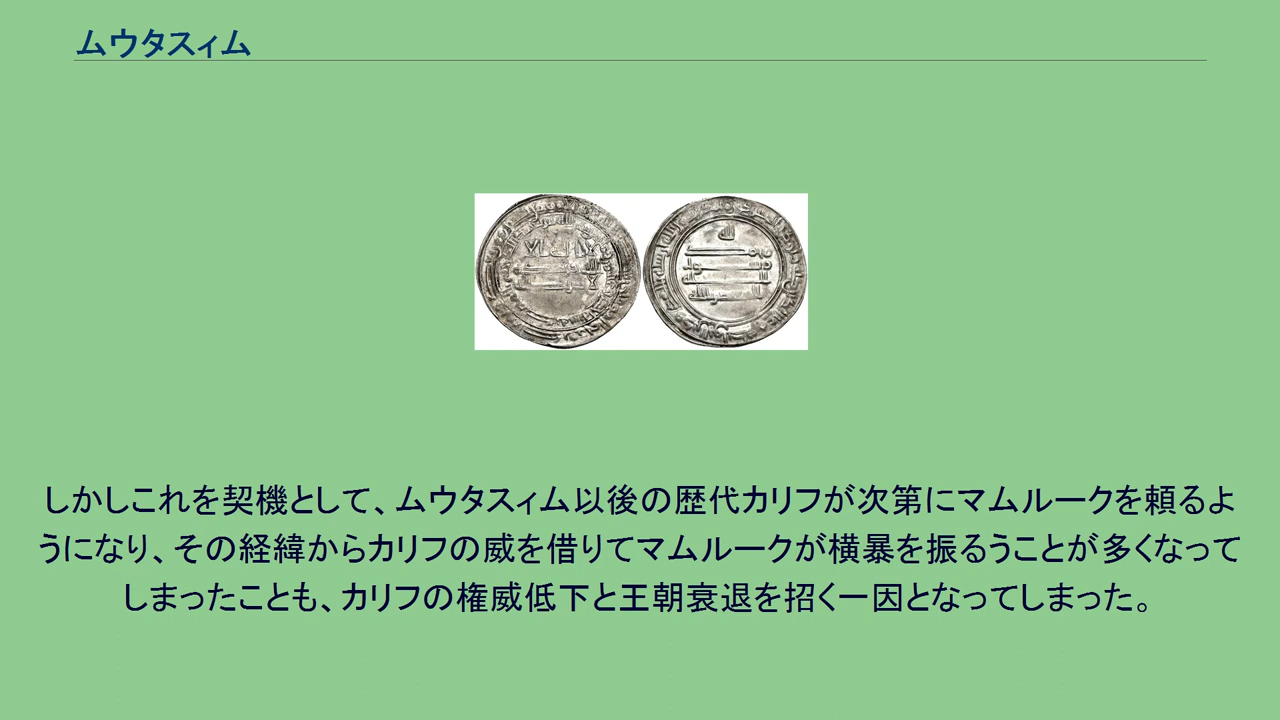 ムウタスィム
しかしこれを契機として、ムウタスィム以後の歴代カリフが次第にマムルークを頼るよ
うになり、その経緯からカリフの威を借りてマムルークが横暴を振るうことが多くなって
しまったことも、カリフの権威低下と王朝衰退を招く一因となってしまった。